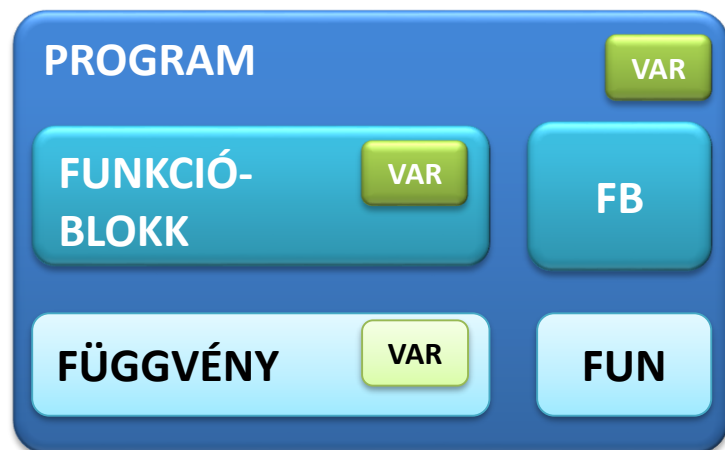 PROGRAM
VAR
FUNKCIÓ-
BLOKK
VAR
FB
FÜGGVÉNY
VAR
FUN